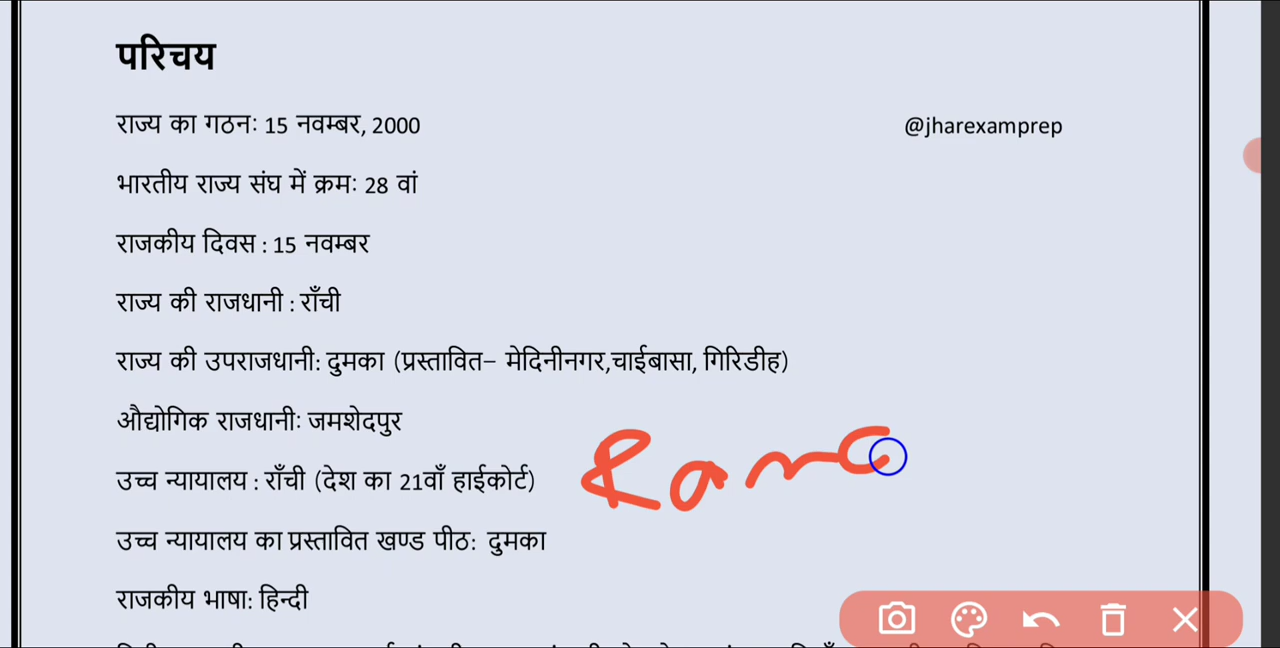 परिचय
राज्य का गठन: 15 नवम्बर, 2000
@jharexamprep
भारतीय राज्य संघ में क्रम: 28 वां
राजकीय दिवस : 15 नवम्बर
राज्य की राजधानी : राँची
राज्य की उपराजधानी: दुमका (प्रस्तावित– मेदिनीनगर,चाईबासा, गिरिडीह)
औद्योगिक राजधानी: जमशेदपुर
उच्च न्यायालय : राँची (देश का 21वाँ हाईकोर्ट)
Ranc
उच्च न्यायालय का प्रस्तावित खण्ड पीठ: दुमका
राजकीय भाषा: हिन्दी